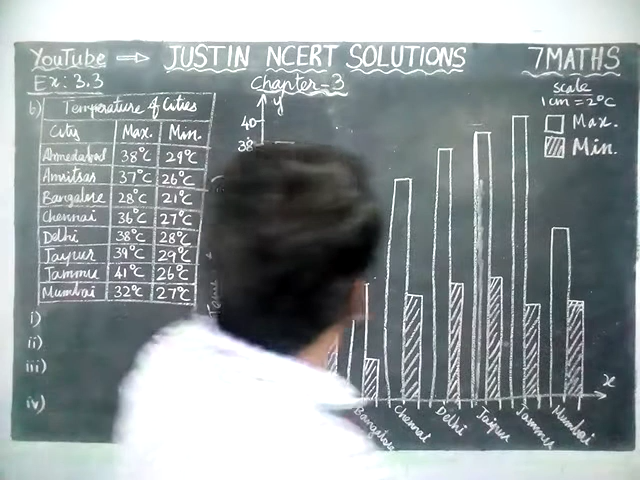 YouTube ⇒ JUSTIN NCERT SOLUTIONS 7MATHS
Ex: 3.3 Chapter-3
scale
1 cm = 2°C
Temperature of Cities
City Max. Min.
Ahmedabad 38°C 29°C
Amritsar 37°C 26°C
Bangalore 28°C 21°C
Chennai 36°C 27°C
Delhi 38°C 28°C
Jaipur 39°C 29°C
Jammu 41°C 26°C
Mumbai 32°C 27°C
i)
ii)
iii)
iv)
y
40
38
Max.
Min.
x
Bangalore
Chennai
Delhi
Jaipur
Jammu
Mumbai